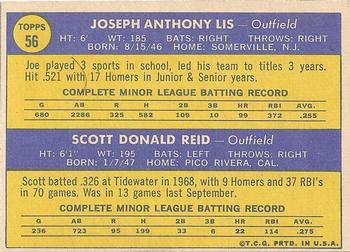 TOPPS
56
JOSEPH ANTHONY LIS — Outfield
HT: 6' WT: 185 BATS: RIGHT THROWS: RIGHT
BORN: 8/15/46 HOME: SOMERVILLE, N.J.
Joe played 3 sports in school, led his team to titles 3 years.
Hit .521 with 17 Homers in Junior & Senior years.
COMPLETE MINOR LEAGUE BATTING RECORD
G AB R H 2B 3B HR RBI AVG.
680 2286 325 582 109 10 99 372 .255
SCOTT DONALD REID — Outfield
HT: 6'1" WT: 195 BATS: LEFT THROWS: RIGHT
BORN: 1/7/47 HOME: PICO RIVERA, CAL.
Scott batted .326 at Tidewater in 1968, with 9 Homers and 37 RBI's
in 70 games. Was in 13 games last September.
COMPLETE MINOR LEAGUE BATTING RECORD
G AB R H 2B 3B HR RBI AVG.
236 723 95 199 33 6 22 114 .275
©T.C.G. PRTD. IN U.S.A.